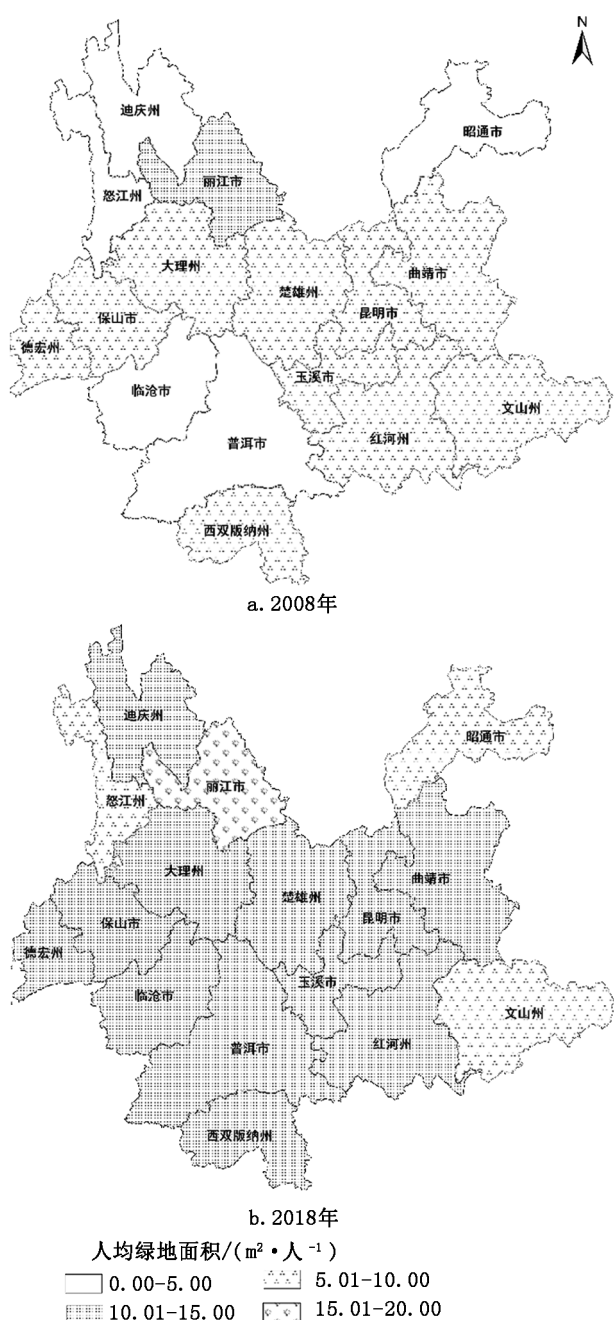 N
迪庆州
昭通市
丽江市
怒江州
大理州
曲靖市
楚雄州
昆明市
保山市
德宏州
玉溪市
临沧市
文山州
红河州
普洱市
西双版纳州
a. 2008年
迪庆州
昭通市
丽江市
怒江州
大理州
曲靖市
楚雄州
昆明市
保山市
德宏州
玉溪市
临沧市
文山州
红河州
普洱市
西双版纳州
b. 2018年
人均绿地面积/(m²·人⁻¹)
0.00-5.00 5.01-10.00
10.01-15.00 15.01-20.00